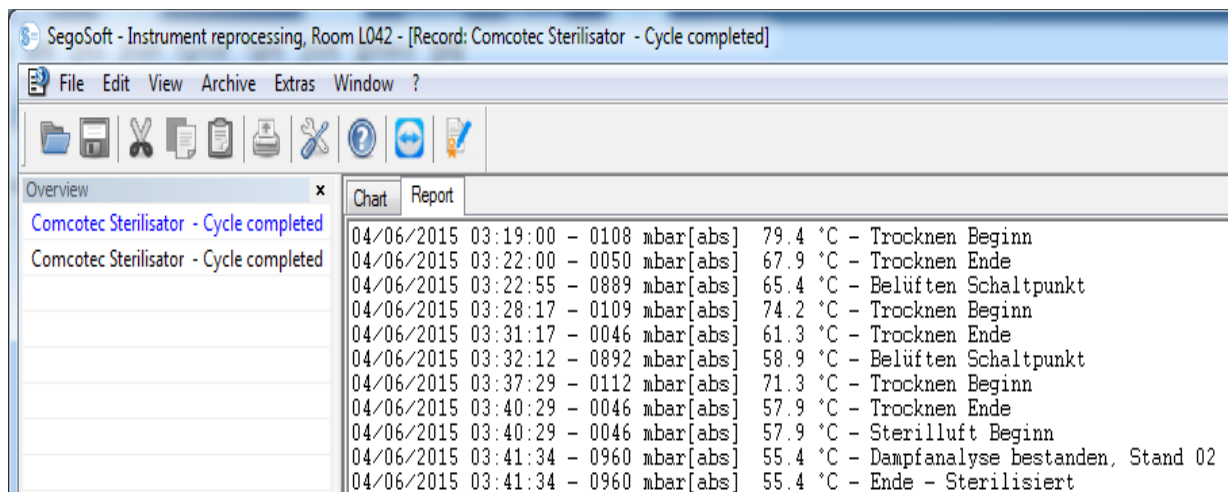 SegoSoft - Instrument reprocessing, Room L042 - [Record: Comcotec Sterilisator - Cycle completed]
File Edit View Archive Extras Window ?
Overview x
Comcotec Sterilisator - Cycle completed
Comcotec Sterilisator - Cycle completed
Chart Report
04/06/2015 03:19:00 - 0108 mbar[abs] 79.4 °C - Trocknen Beginn
04/06/2015 03:22:00 - 0050 mbar[abs] 67.9 °C - Trocknen Ende
04/06/2015 03:22:55 - 0889 mbar[abs] 65.4 °C - Belüften Schaltpunkt
04/06/2015 03:28:17 - 0109 mbar[abs] 74.2 °C - Trocknen Beginn
04/06/2015 03:31:17 - 0046 mbar[abs] 61.3 °C - Trocknen Ende
04/06/2015 03:32:12 - 0892 mbar[abs] 58.9 °C - Belüften Schaltpunkt
04/06/2015 03:37:29 - 0112 mbar[abs] 71.3 °C - Trocknen Beginn
04/06/2015 03:40:29 - 0046 mbar[abs] 57.9 °C - Trocknen Ende
04/06/2015 03:40:29 - 0046 mbar[abs] 57.9 °C - Sterilluft Beginn
04/06/2015 03:41:34 - 0960 mbar[abs] 55.4 °C - Dampfanalyse bestanden, Stand 02
04/06/2015 03:41:34 - 0960 mbar[abs] 55.4 °C - Ende - Sterilisiert